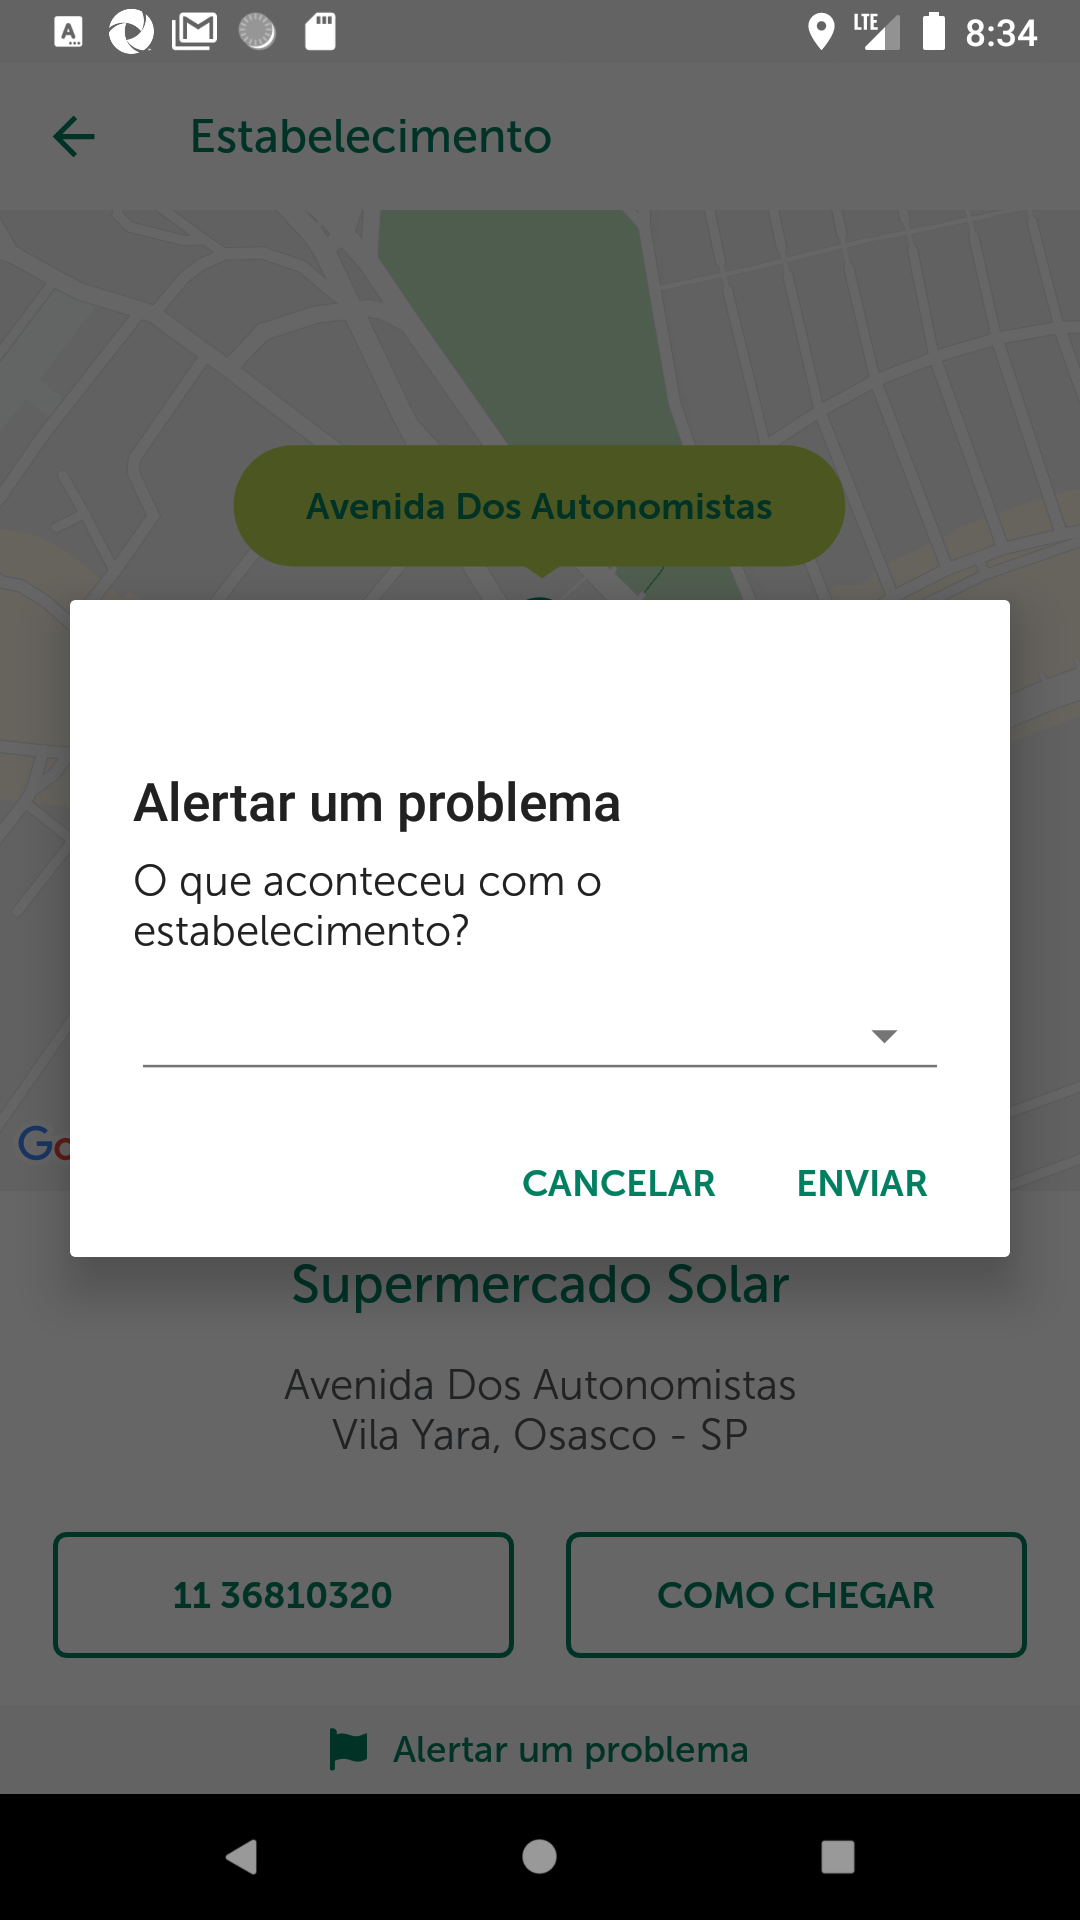 LTE 8:34
Estabelecimento
Avenida Dos Autonomistas
Alertar um problema
O que aconteceu com o
estabelecimento?
CANCELAR ENVIAR
Supermercado Solar
Avenida Dos Autonomistas
Vila Yara, Osasco - SP
11 36810320 COMO CHEGAR
Alertar um problema